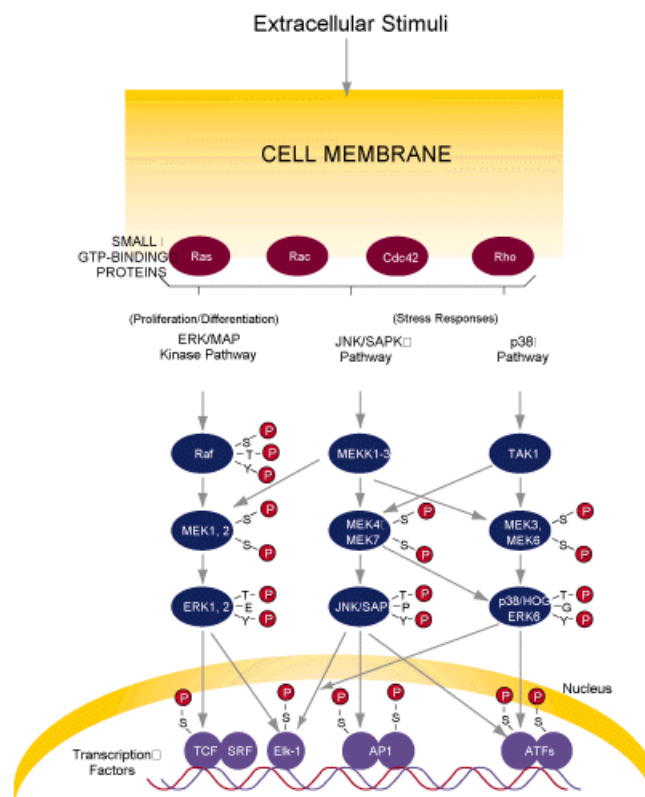 Extracellular Stimuli
CELL MEMBRANE
SMALL
GTP-BINDING
PROTEINS
Ras
Rac
Cdc42
Rho
(Proliferation/Differentiation)
(Stress Responses)
ERK/MAP
Kinase Pathway
JNK/SAPK□
Pathway
p38
Pathway
Raf
S P
T P
Y P
MEKK1-3
TAK1
MEK1, 2
S P
S P
MEK4
MEK7
S P
S P
MEK3,
MEK6
S P
S P
ERK1, 2
T P
E
Y P
JNK/SAP
T P
P
Y P
p38/HOG
ERK6
T P
G
Y P
Nucleus
P
S
P
S
P
S
P
S
P
S
P
S
Transcription□
Factors
TCF
SRF
Elk-1
AP1
ATFs